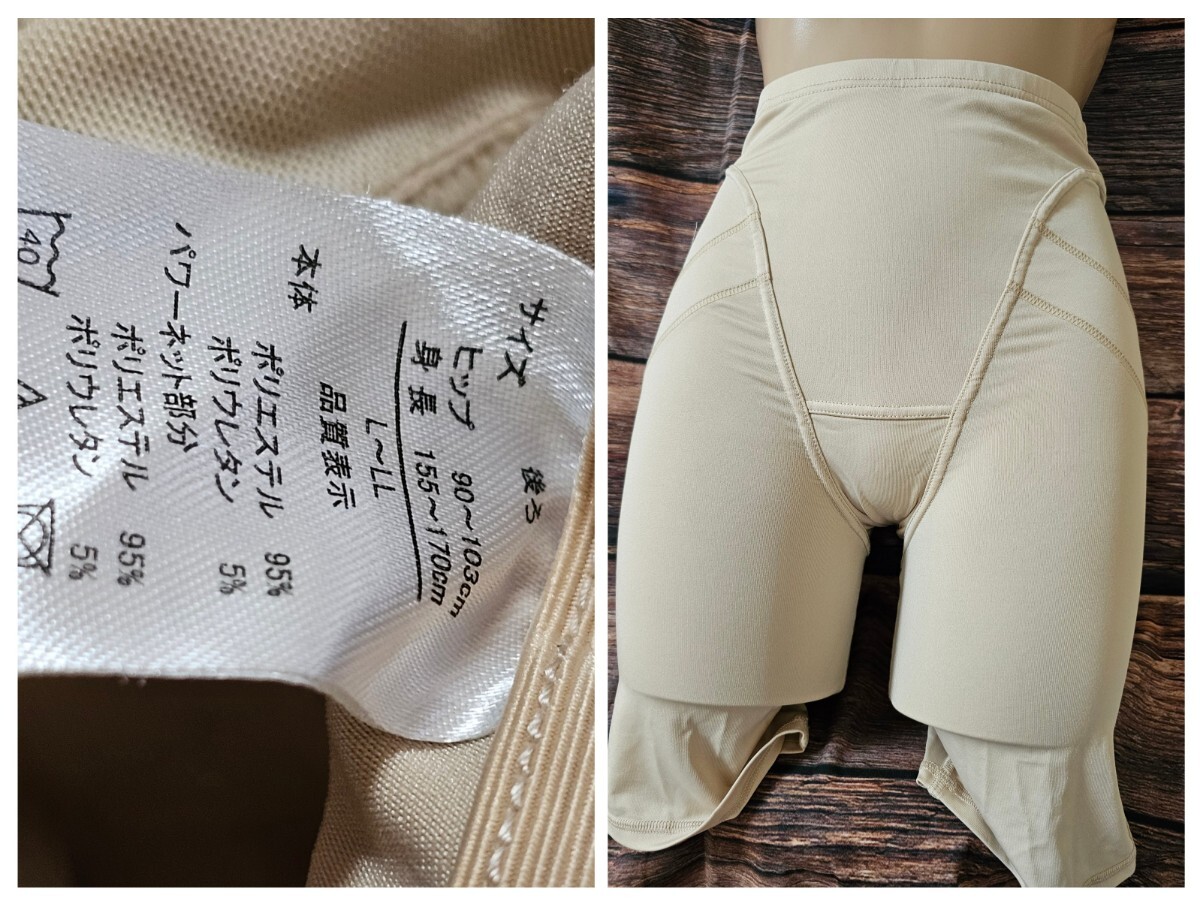 サイズ 後ろ
ヒップ 90～103cm
身長 155～170cm
L～LL
品質表示
本体
ポリエステル 95%
ポリウレタン 5%
パワーネット部分
ポリエステル 95%
ポリウレタン 5%
40